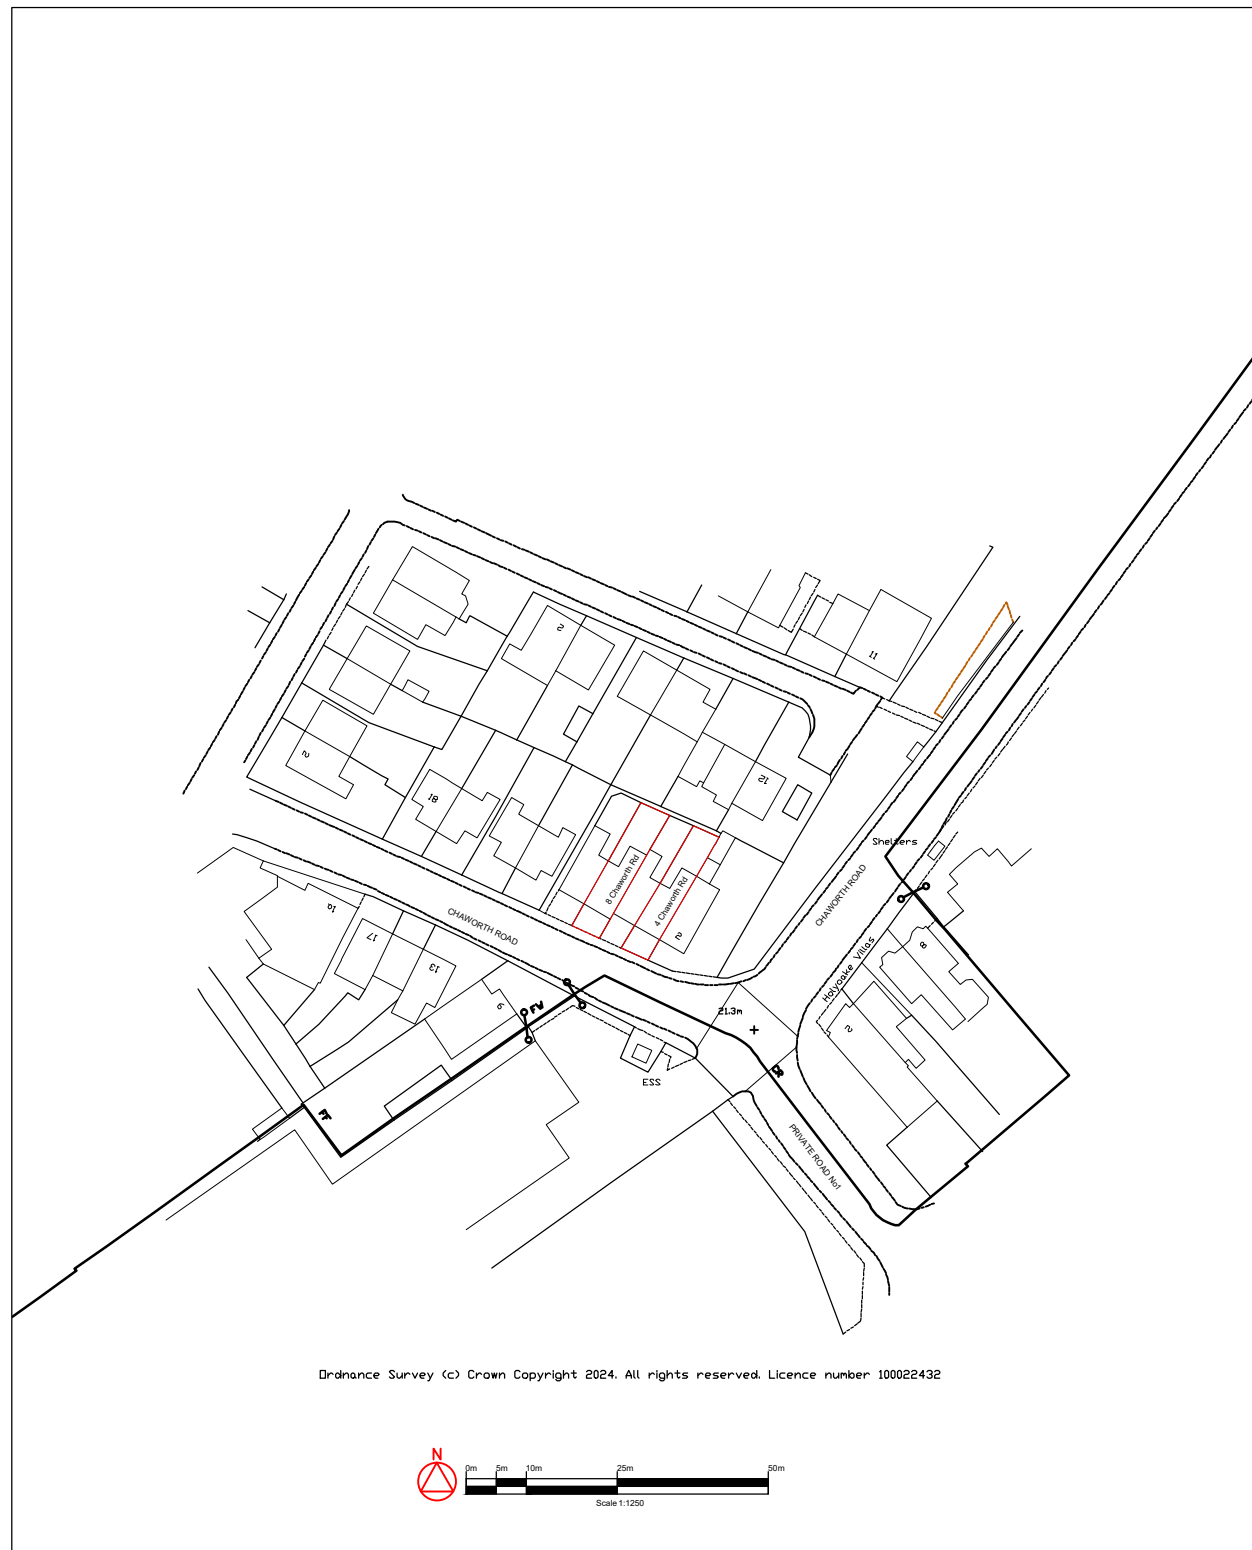 2
11
2
12
18
Shelters
8 Chaworth Rd
4 Chaworth Rd
CHAWORTH ROAD
1a
CHAWORTH ROAD
17
2
8
13
Holyoake Villas
9
FW
21.3m
2
ESS
CR
FF
PRIVATE ROAD No1
Ordnance Survey (c) Crown Copyright 2024. All rights reserved. Licence number 100022432
N
0m 5m 10m 25m 50m
Scale 1:1250